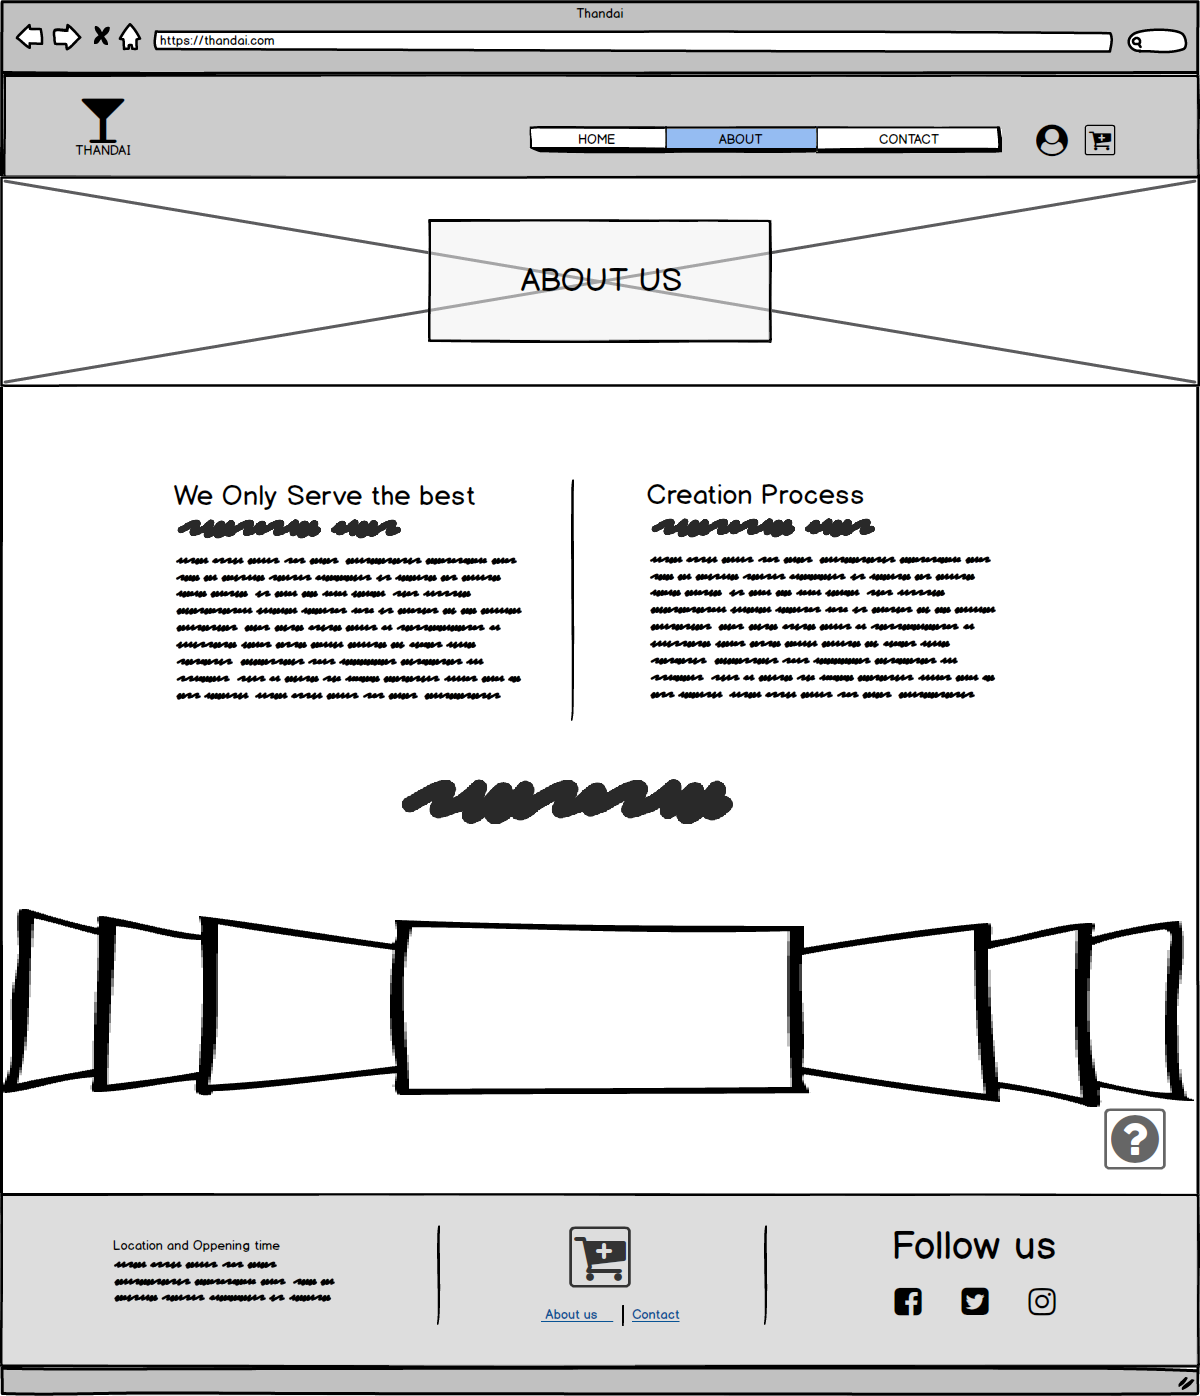 Thandai
https://thandai.com
THANDAI
HOME ABOUT CONTACT
ABOUT US
We Only Serve the best
Creation Process
?
Location and Oppening time
About us | Contact
Follow us